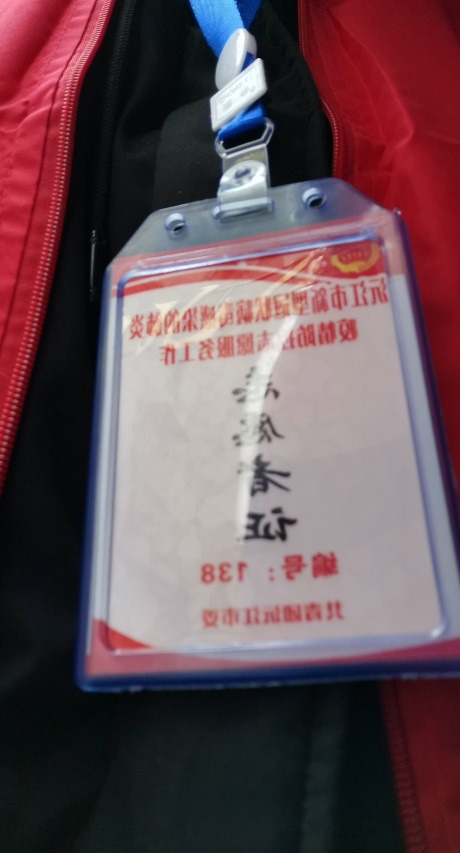 沅江市新型冠状病毒感染的肺炎
疫情防控志愿服务工作
志
愿
者
证
编号：138
共青团沅江市委